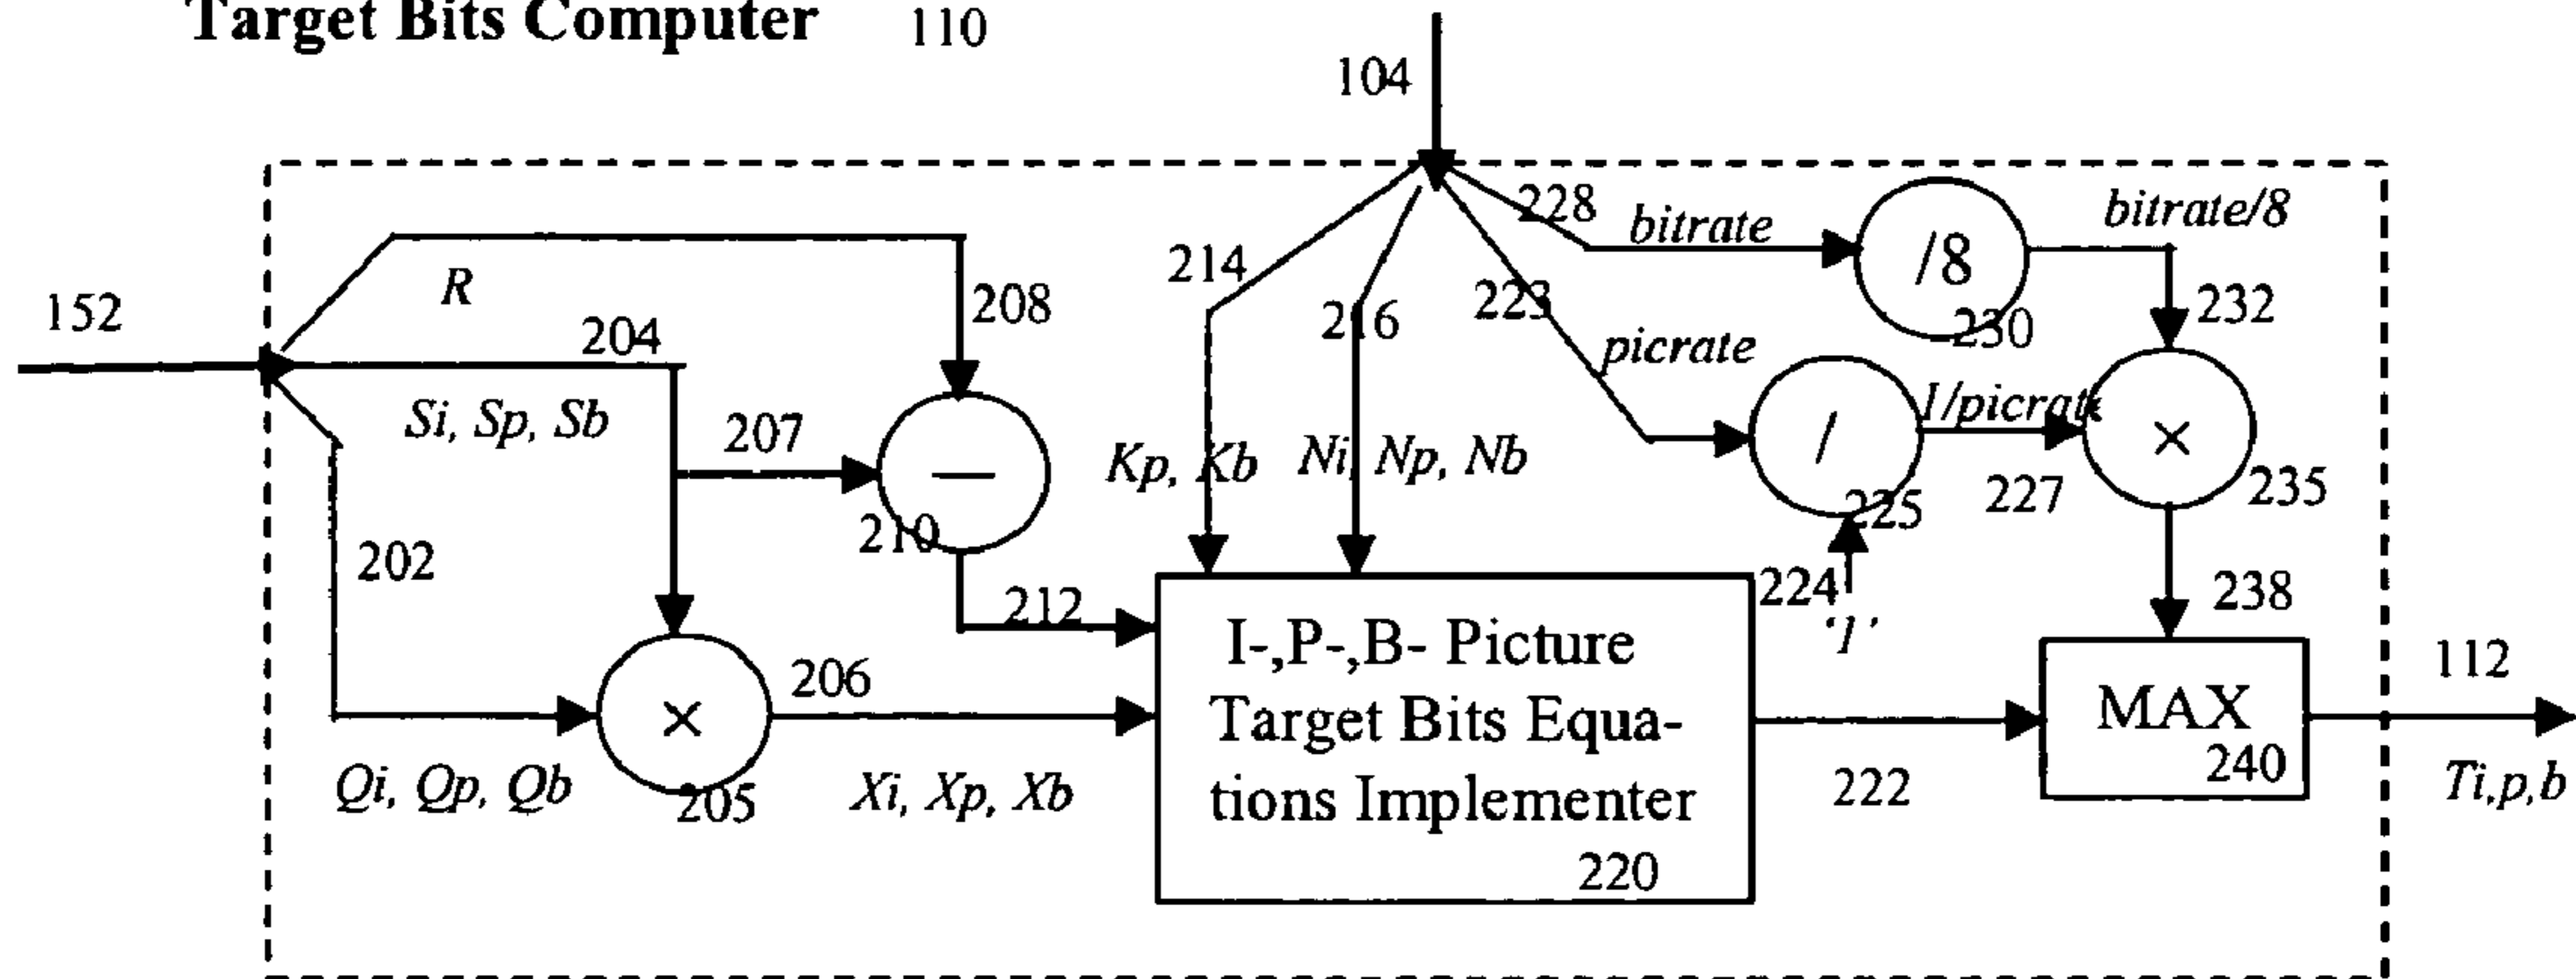 Target Bits Computer 110
104
228 bitrate /8 230 bitrate/8
152 R 204 208
214 216 223 picrate
232
Si, Sp, Sb 207 — 210
Kp, Kb Ni, Np, Nb
/ 225 1/picrate 227 × 235
202
212
224 '1'
238
Qi, Qp, Qb × 205 206 Xi, Xp, Xb
I-,P-,B- Picture
Target Bits Equa-
tions Implementer
220
222
MAX
240
112
Ti,p,b